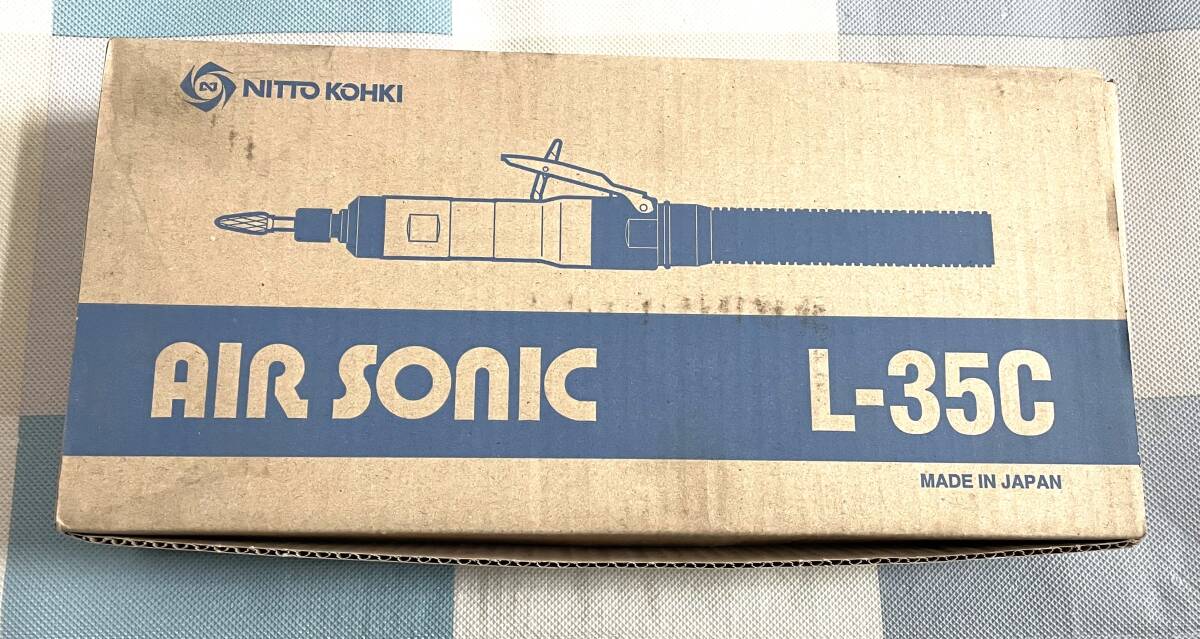 NITTO KOHKI
AIR SONIC L-35C
MADE IN JAPAN